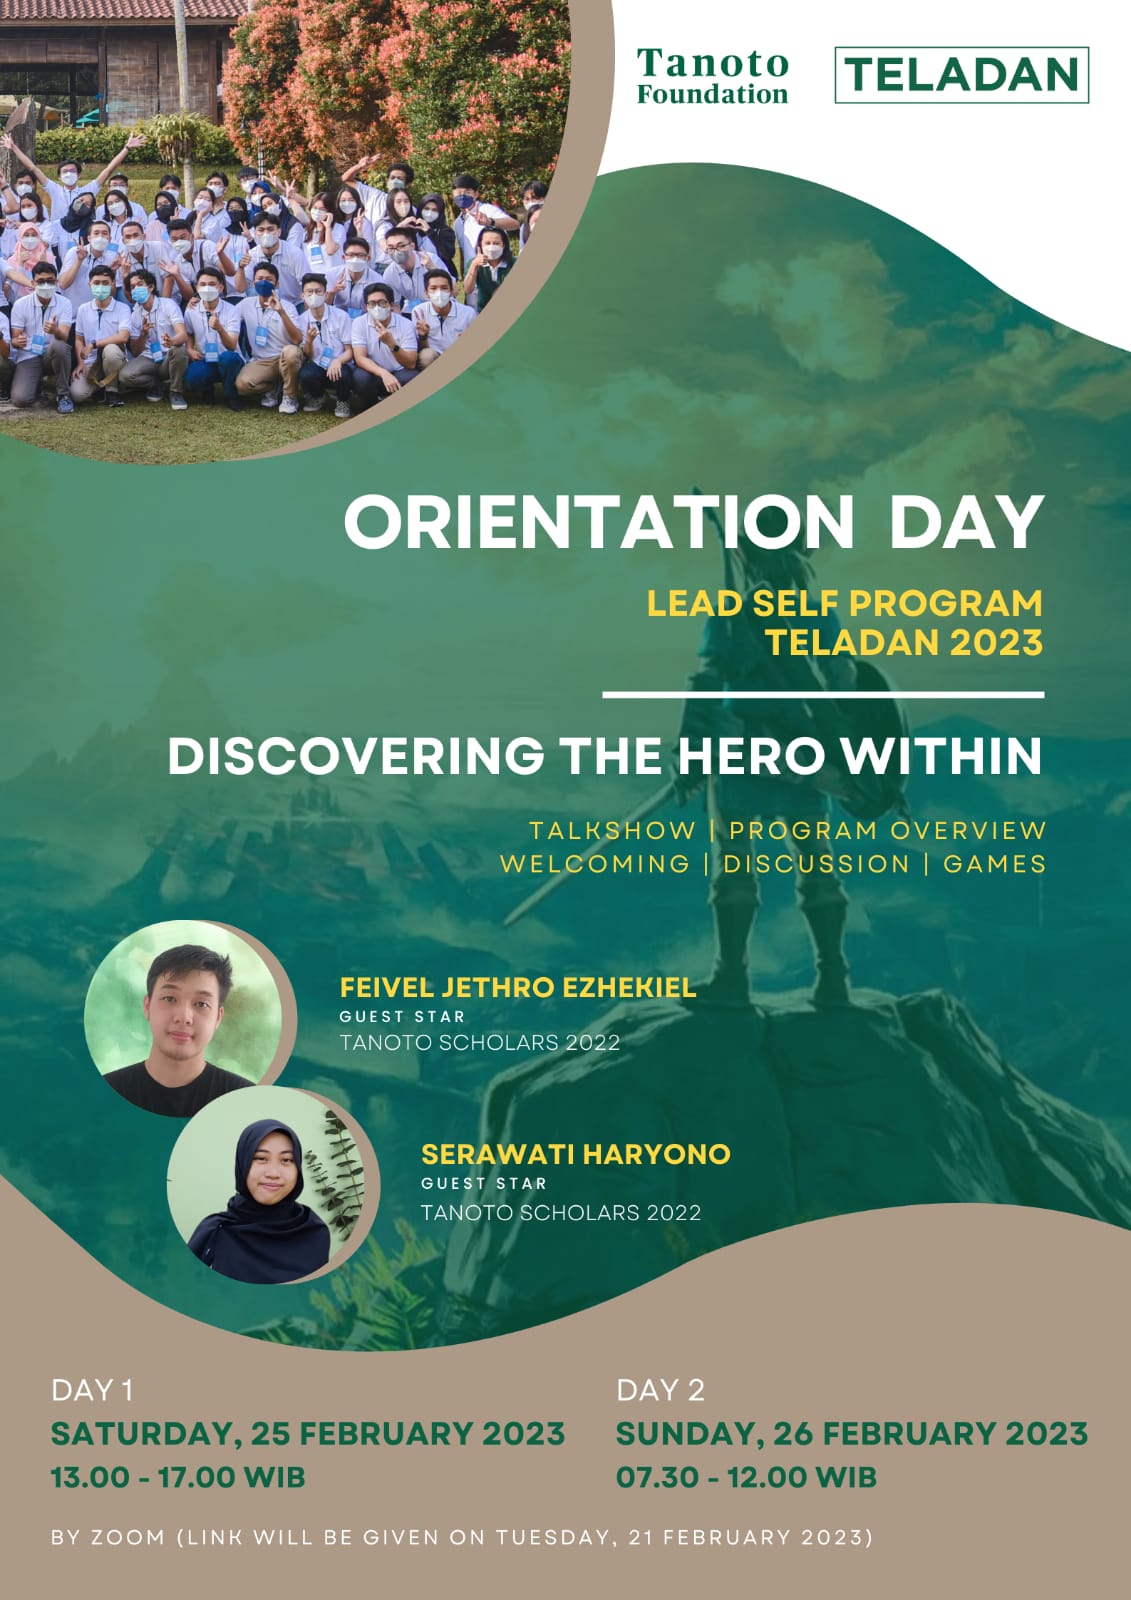 Tanoto
Foundation
TELADAN
ORIENTATION DAY
LEAD SELF PROGRAM
TELADAN 2023
DISCOVERING THE HERO WITHIN
TALKSHOW | PROGRAM OVERVIEW
WELCOMING | DISCUSSION | GAMES
FEIVEL JETHRO EZHEKIEL
GUEST STAR
TANOTO SCHOLARS 2022
SERAWATI HARYONO
GUEST STAR
TANOTO SCHOLARS 2022
DAY 1
SATURDAY, 25 FEBRUARY 2023
13.00 - 17.00 WIB
DAY 2
SUNDAY, 26 FEBRUARY 2023
07.30 - 12.00 WIB
BY ZOOM (LINK WILL BE GIVEN ON TUESDAY, 21 FEBRUARY 2023)